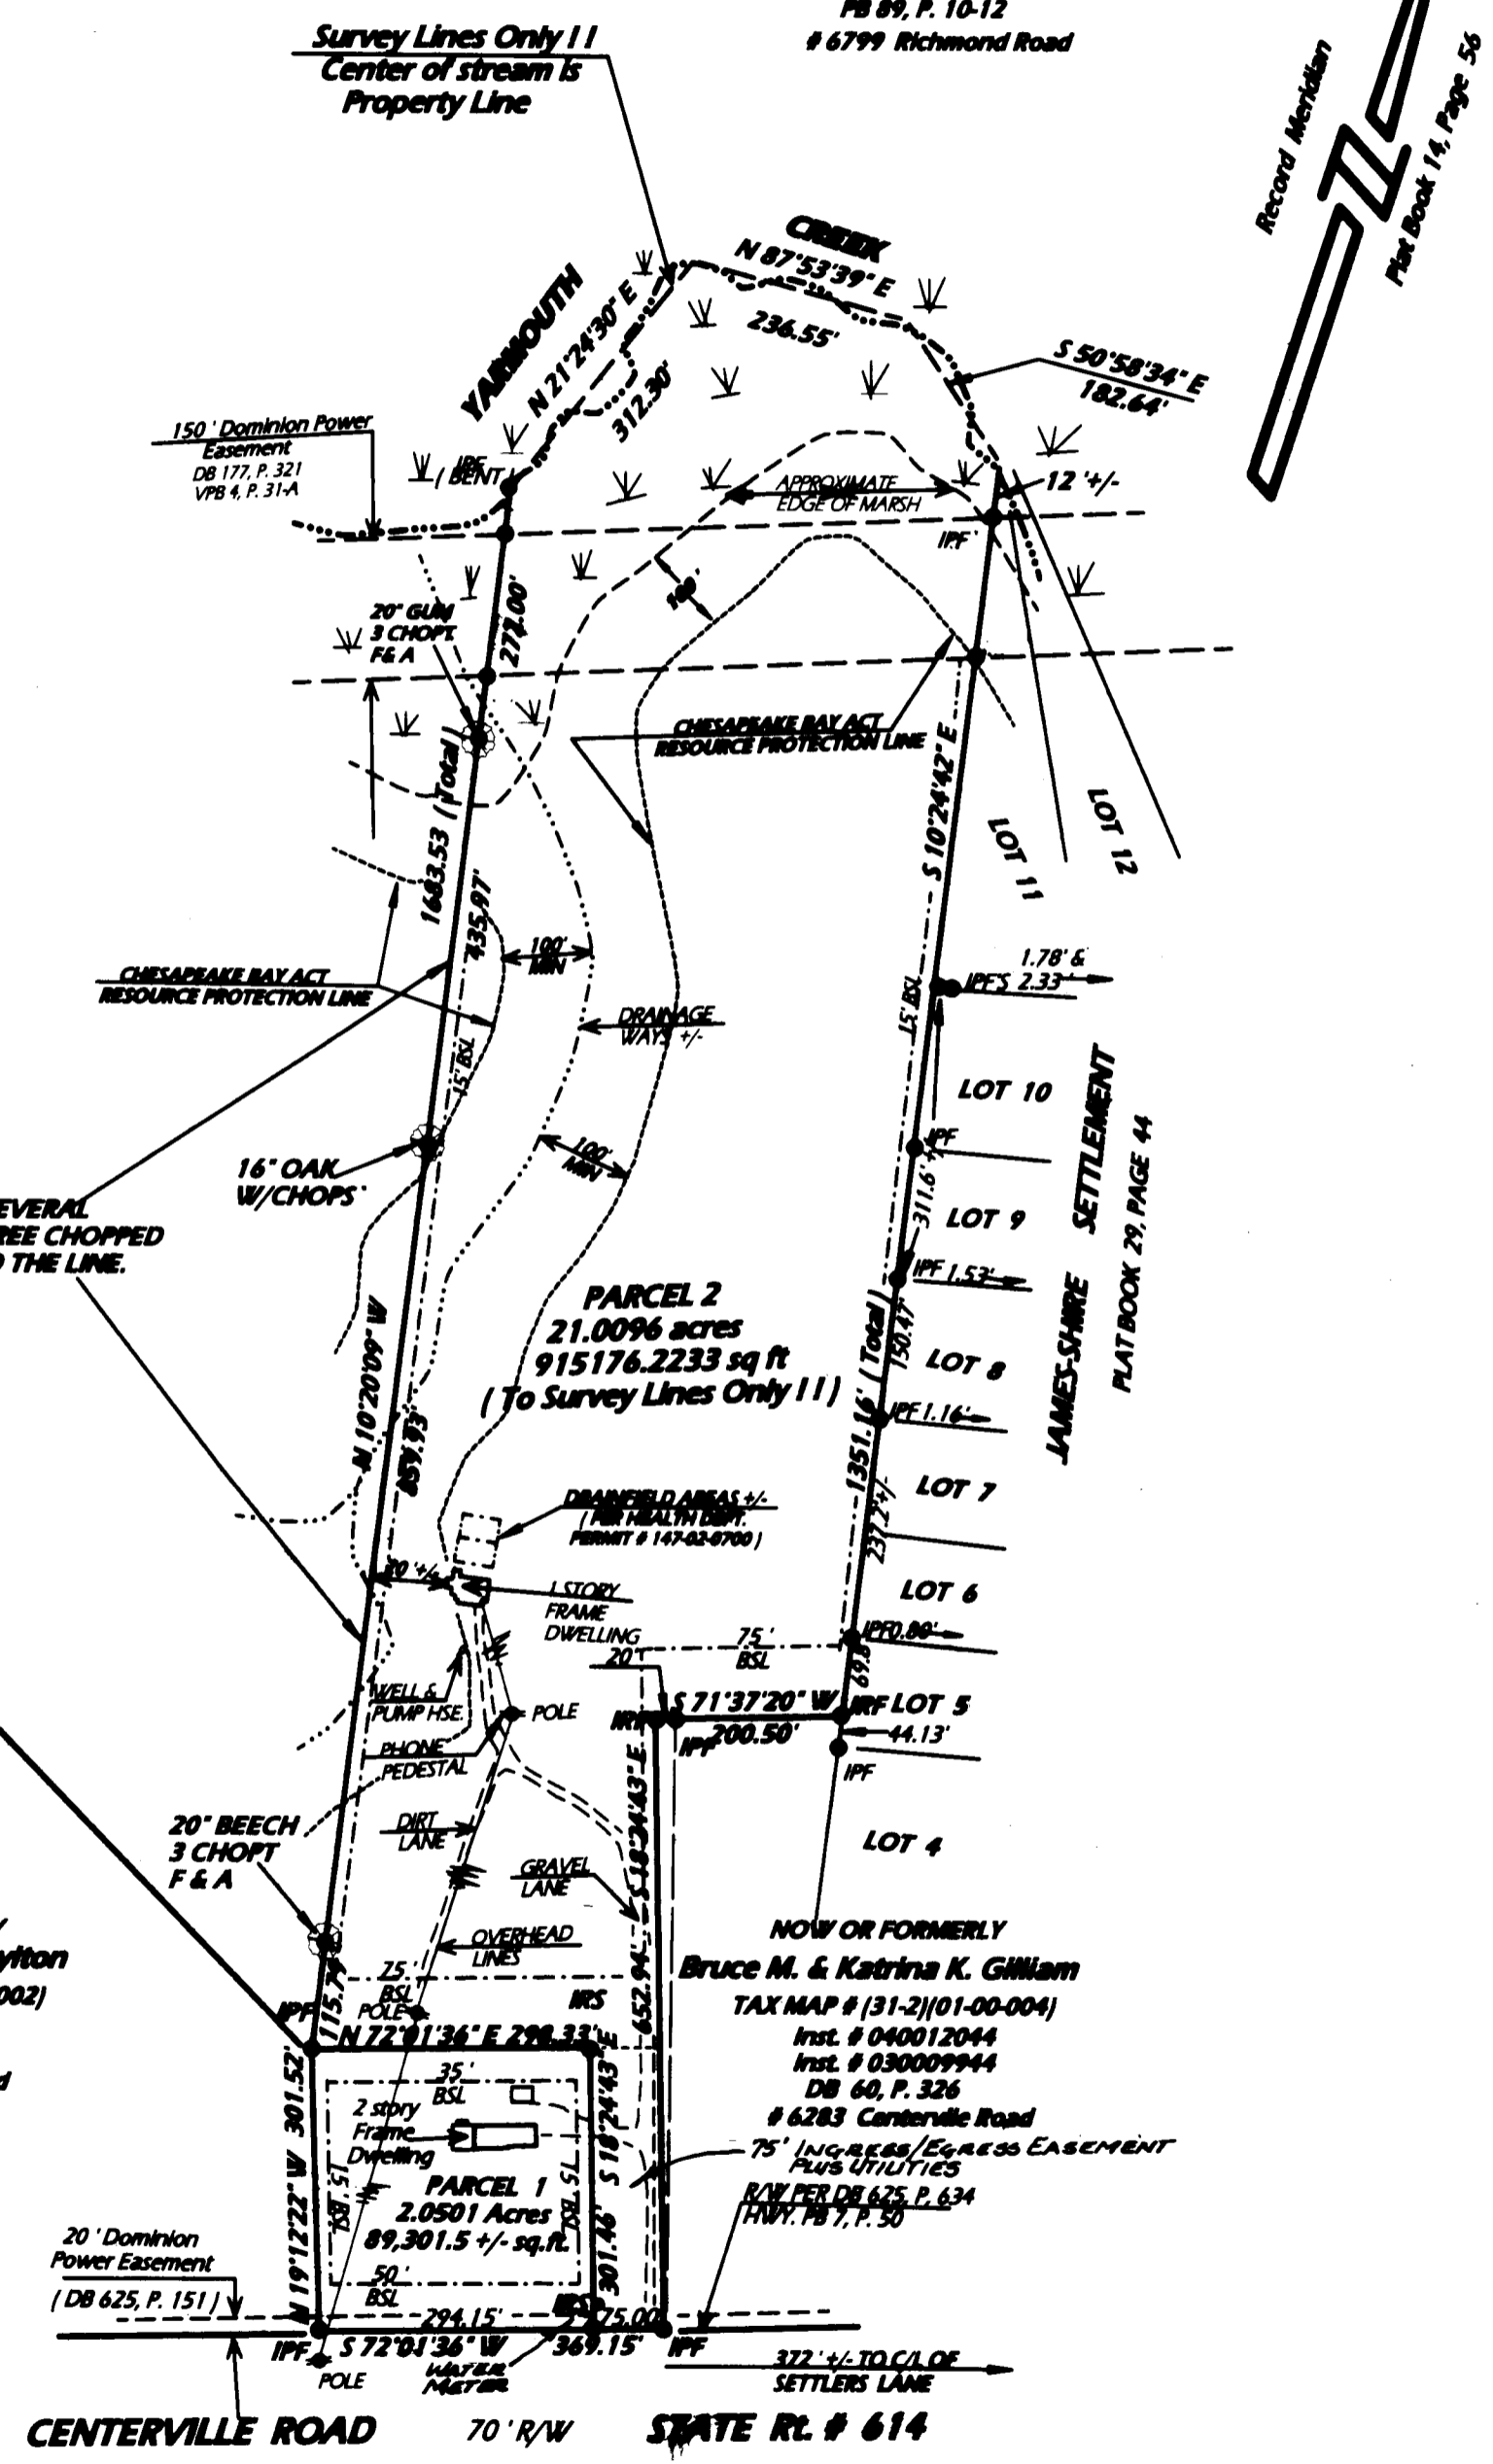 PB 89, P. 10-12
# 6799 Richmond Road
Survey Lines Only ! !
Center of stream is
Property Line
Record Meridian
Plat Book 14, Page 56
YARMOUTH
CREEK
N 21°24'30" E
312.30'
N 87°53'39" E
236.55'
S 50°58'34" E
182.64'
150 ' Dominion Power
Easement
DB 177, P. 321
VPB 4, P. 31-A
IPF
( BENT )
APPROXIMATE
EDGE OF MARSH
12 '+/-
IPF
100'
20" GUM
3 CHOPT
F& A
CHESAPEAKE BAY ACT
RESOURCE PROTECTION LINE
1683.53 (Total)
435.97'
S 10°24'42" E
LOT 11
LOT 12
CHESAPEAKE BAY ACT
RESOURCE PROTECTION LINE
100'
MIN
DRAINAGE
WAYS +/-
15' BSL
15' BSL
1.78' &
IPF'S 2.33'
LOT 10
IPF
16" OAK
W/CHOPS
100'
MIN
311.6'
LOT 9
IPF 1.53'
JAMES-SHIRE SETTLEMENT
PLAT BOOK 29, PAGE 44
EVERAL
REE CHOPPED
THE LINE.
PARCEL 2
21.0096 acres
915176.2233 sq ft
( To Survey Lines Only ! ! )
1351.16' ( Total )
150.47'
LOT 8
IPF 1.16'
N 10°20'09" W
859.93'
237.2'+/-
LOT 7
DRAINFIELD AREAS +/-
( PER HEALTH DEPT.
PERMIT # 147-02-0700 )
1 STORY
FRAME
DWELLING
LOT 6
IPF 0.80'
75 '
BSL
20'
WELL &
PUMP HSE.
POLE
S 71°37'20" W
200.50'
IRF
LOT 5
44.13'
IPF
IPF
PHONE
PEDESTAL
DIRT
LANE
20" BEECH
3 CHOPT
F & A
GRAVEL
LANE
LOT 4
OVERHEAD
LINES
S 18°24'43" E
652.94'
NOW OR FORMERLY
Bruce M. & Katrina K. Gilliam
TAX MAP # (31-2)(01-00-004)
Inst. # 040012044
Inst. # 030009944
DB 60, P. 326
# 6283 Centerville Road
75 '
BSL
115.79'
IPF
POLE
IRS
N 72°01'36" E 290.33'
002)
N 19°12'22" W 301.52'
35 '
BSL
2 story
Frame
Dwelling
15' BSL
15' BSL
S 18°24'43" E
301.46'
PARCEL 1
2.0501 Acres
89,301.5 +/- sq.ft.
50'
BSL
75' INGRESS/EGRESS EASEMENT
PLUS UTILITIES
R/W PER DB 625, P. 634
HWY. PB 7, P. 50
20 ' Dominion
Power Easement
( DB 625, P. 151 )
294.15'
75.00'
IPF
S 72°01'36" W
369.15'
IPF
POLE
WATER
METER
372 ' +/- TO C/L OF
SETTLERS LANE
CENTERVILLE ROAD
70 ' R/W
STATE Rt. # 614